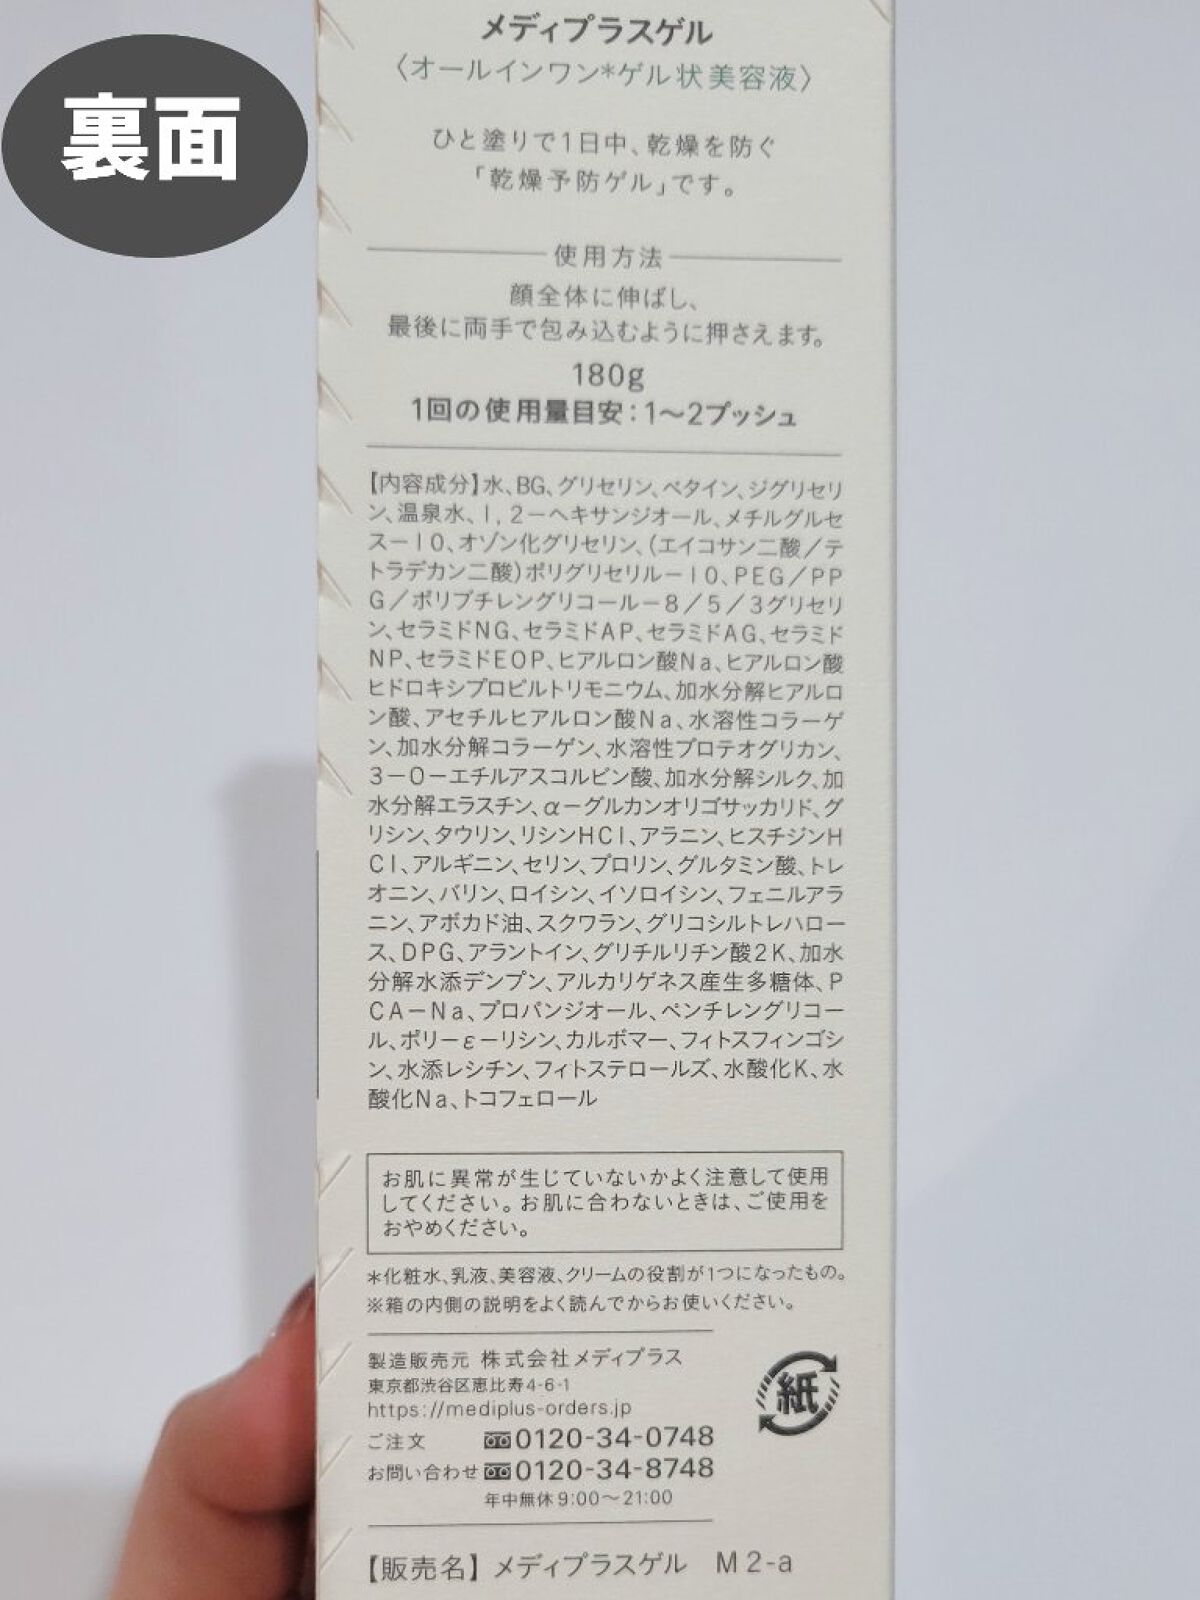 裏面
メディプラスゲル
〈オールインワン*ゲル状美容液〉
ひと塗りで1日中、乾燥を防ぐ
「乾燥予防ゲル」です。
使用方法
顔全体に伸ばし、
最後に両手で包み込むように押さえます。
180g
1回の使用量目安：1〜2プッシュ
【内容成分】水、BG、グリセリン、ベタイン、ジグリセリ
ン、温泉水、1,2－ヘキサンジオール、メチルグルセ
ス－10、オゾン化グリセリン、(エイコサン二酸／テ
トラデカン二酸)ポリグリセリル－10、PEG／PP
G／ポリブチレングリコール－8／5／3グリセリ
ン、セラミドNG、セラミドAP、セラミドAG、セラミド
NP、セラミドEOP、ヒアルロン酸Na、ヒアルロン酸
ヒドロキシプロピルトリモニウム、加水分解ヒアルロ
ン酸、アセチルヒアルロン酸Na、水溶性コラーゲ
ン、加水分解コラーゲン、水溶性プロテオグリカン、
3－O－エチルアスコルビン酸、加水分解シルク、加
水分解エラスチン、α－グルカンオリゴサッカリド、グ
リシン、タウリン、リシンHCl、アラニン、ヒスチジンH
Cl、アルギニン、セリン、プロリン、グルタミン酸、トレ
オニン、バリン、ロイシン、イソロイシン、フェニルアラ
ニン、アボカド油、スクワラン、グリコシルトレハロー
ス、DPG、アラントイン、グリチルリチン酸2K、加水
分解水添デンプン、アルカリゲネス産生多糖体、P
CA－Na、プロパンジオール、ペンチレングリコー
ル、ポリ－ε－リシン、カルボマー、フィトスフィンゴシ
ン、水添レシチン、フィトステロールズ、水酸化K、水
酸化Na、トコフェロール
お肌に異常が生じていないかよく注意して使用
してください。お肌に合わないときは、ご使用を
おやめください。
*化粧水、乳液、美容液、クリームの役割が1つになったもの。
※箱の内側の説明をよく読んでからお使いください。
製造販売元 株式会社メディプラス
東京都渋谷区恵比寿4-6-1
https://mediplus-orders.jp
ご注文 0120-34-0748
お問い合わせ 0120-34-8748
年中無休9:00〜21:00
紙
【販売名】メディプラスゲル M2-a